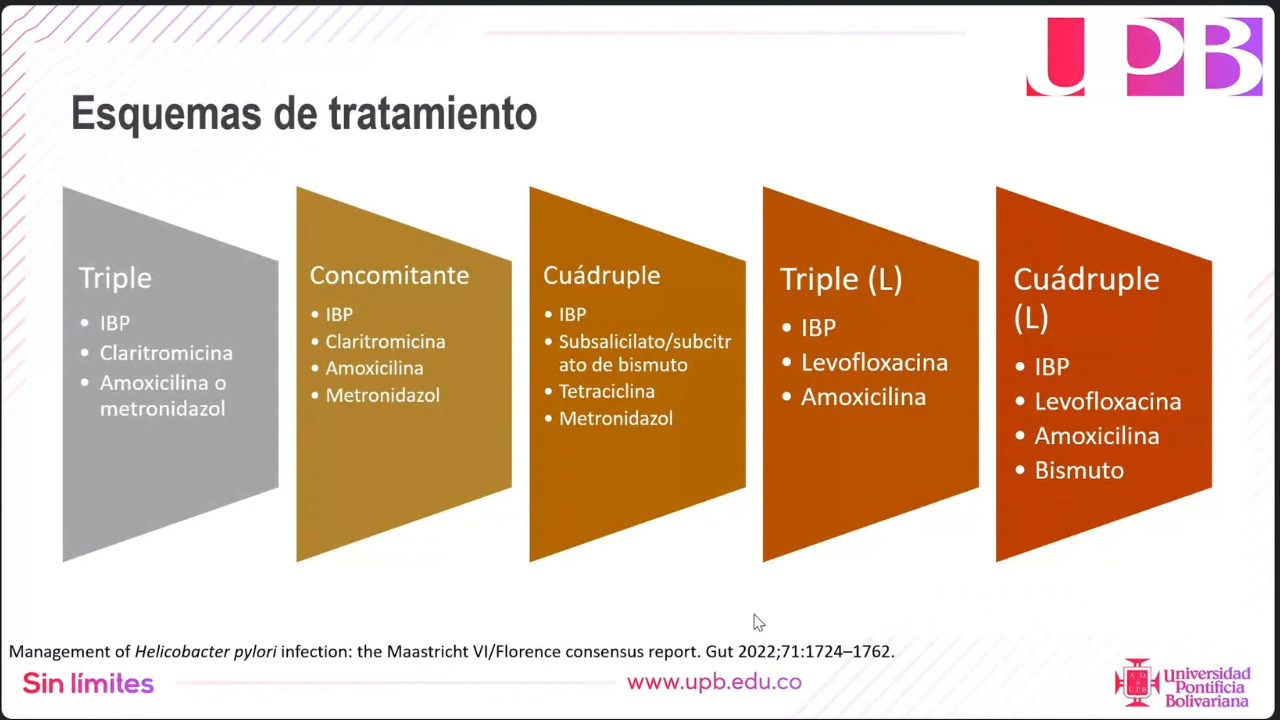 UPB
Esquemas de tratamiento
Triple
• IBP
• Claritromicina
• Amoxicilina o
metronidazol
Concomitante
• IBP
• Claritromicina
• Amoxicilina
• Metronidazol
Cuádruple
• IBP
• Subsalicilato/subcitr
ato de bismuto
• Tetraciclina
• Metronidazol
Triple (L)
• IBP
• Levofloxacina
• Amoxicilina
Cuádruple
(L)
• IBP
• Levofloxacina
• Amoxicilina
• Bismuto
Management of Helicobacter pylori infection: the Maastricht VI/Florence consensus report. Gut 2022;71:1724–1762.
Sin límites
www.upb.edu.co
Universidad
Pontificia
Bolivariana